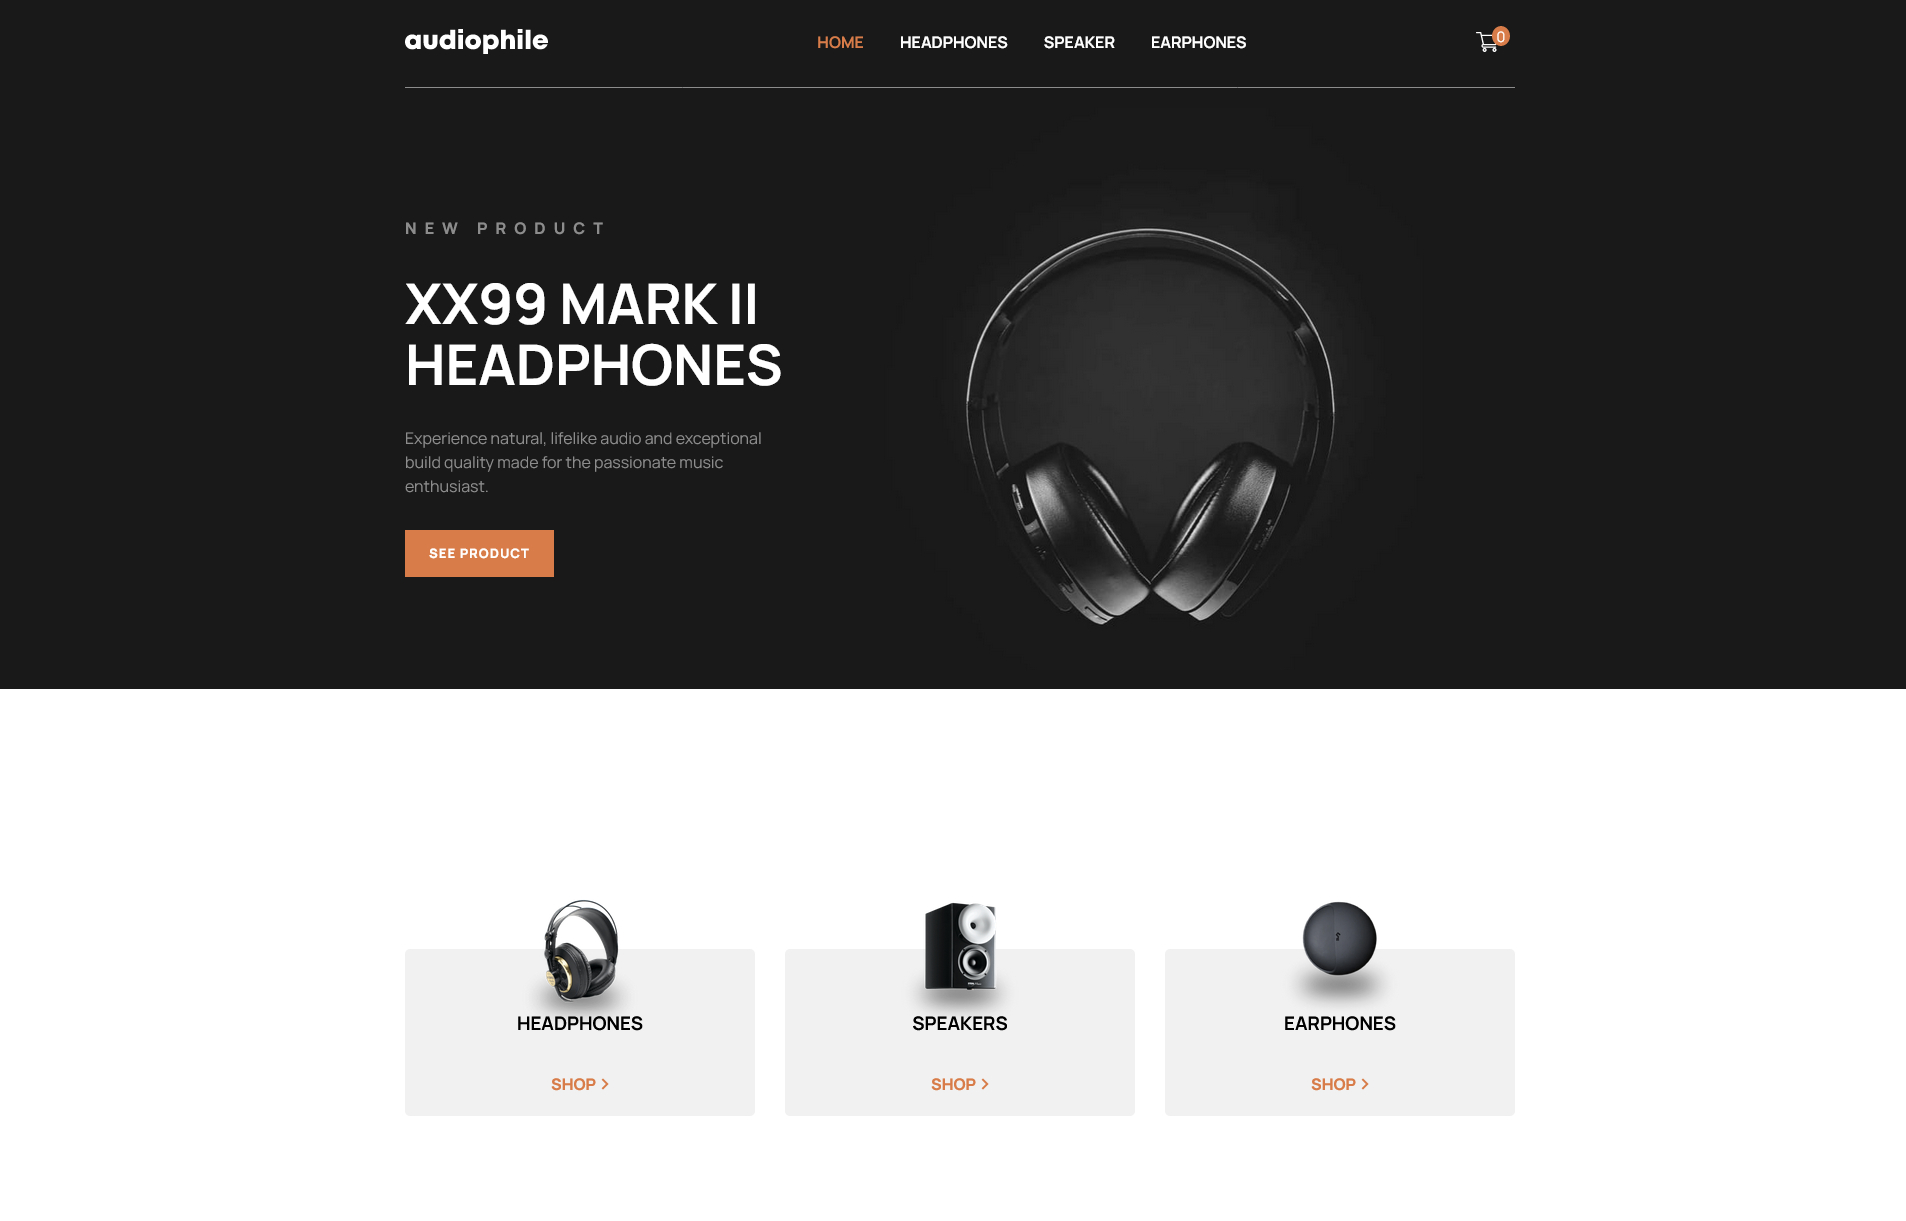 audiophile
HOME HEADPHONES SPEAKER EARPHONES
0
NEW PRODUCT
XX99 MARK II
HEADPHONES
Experience natural, lifelike audio and exceptional
build quality made for the passionate music
enthusiast.
SEE PRODUCT
HEADPHONES
SHOP
SPEAKERS
SHOP
EARPHONES
SHOP